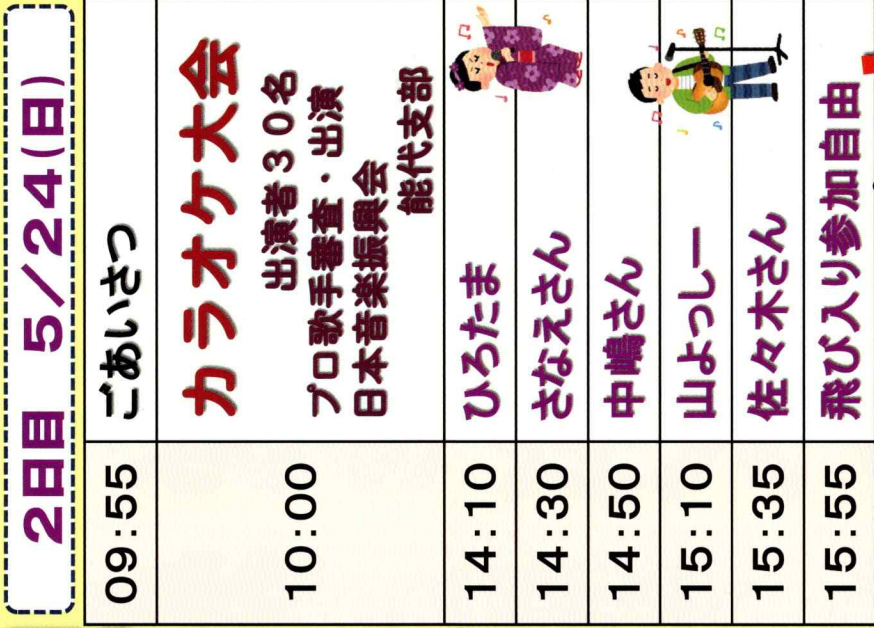 2日目 5/24(日)
09:55 ごあいさつ
10:00 カラオケ大会
出演者30名
プロ歌手審査・出演
日本音楽振興会
能代支部
14:10 ひろたま
14:30 さなえさん
14:50 中嶋さん
15:10 山よっしー
15:35 佐々木さん
15:55 飛び入り参加自由